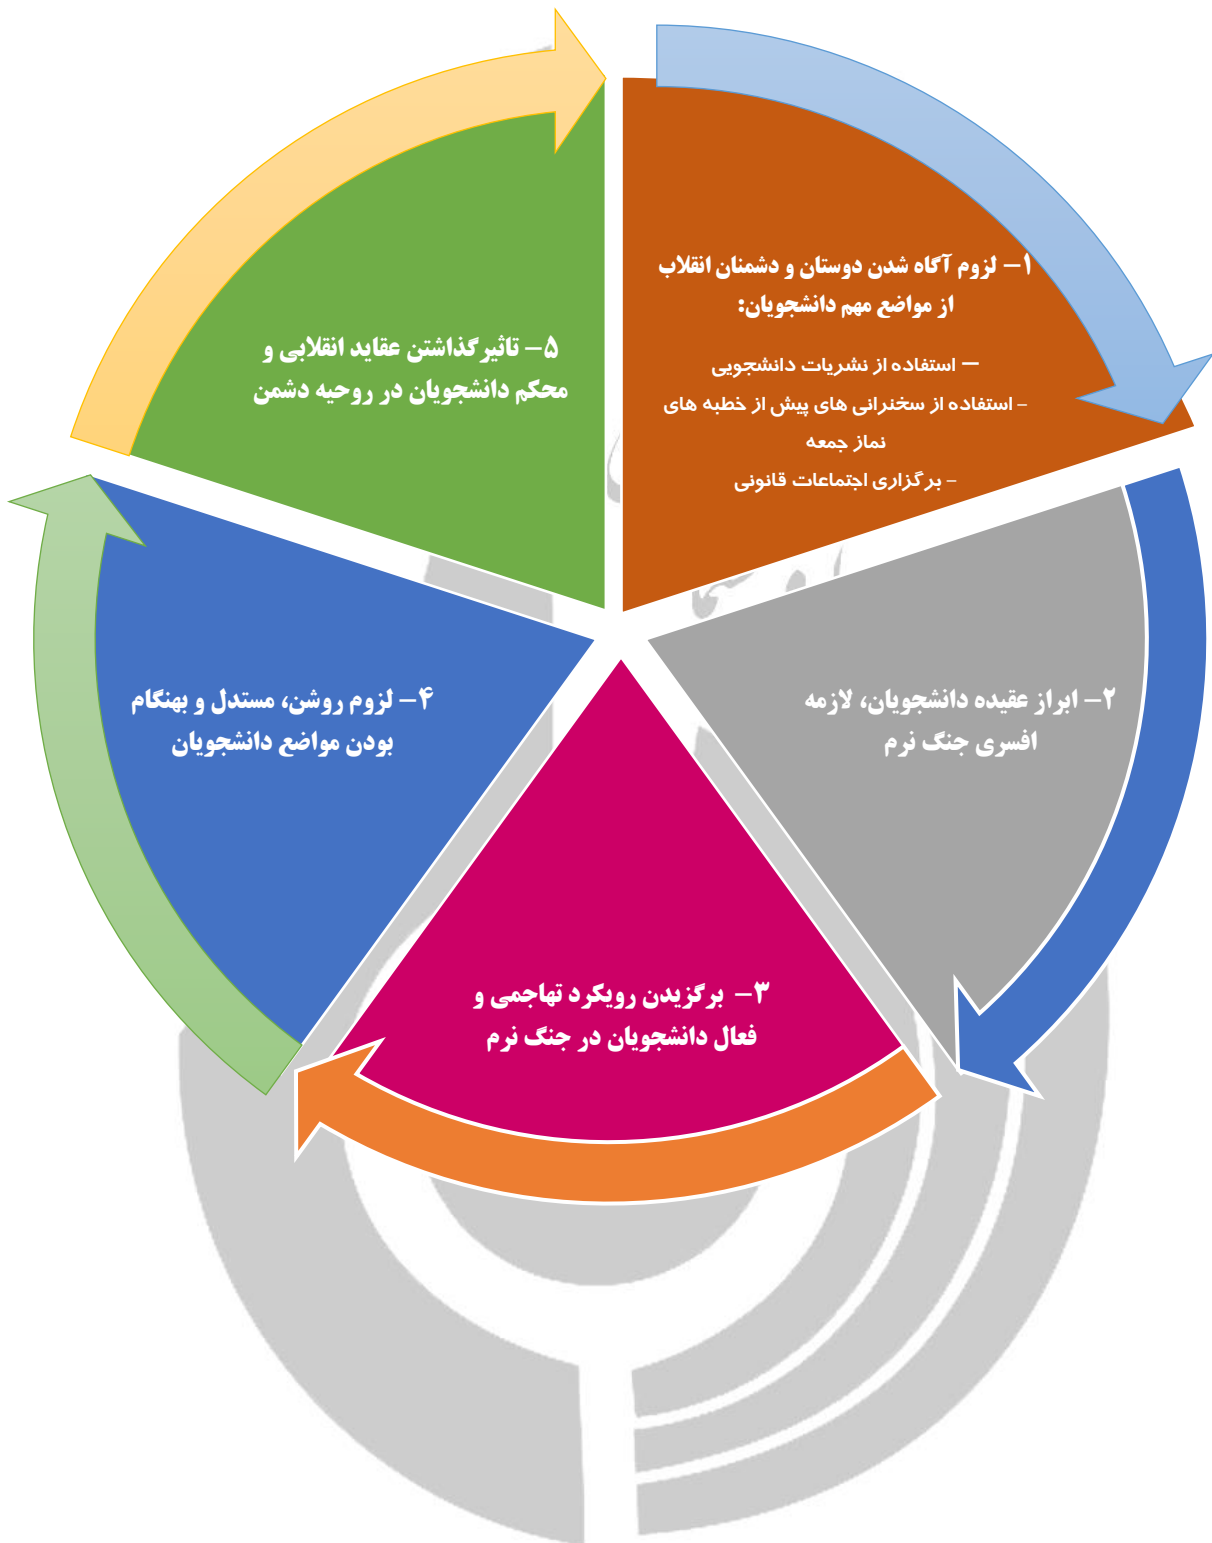 ۱- لزوم آگاه شدن دوستان و دشمنان انقلاب
از مواضع مهم دانشجویان:
– استفاده از نشریات دانشجویی
- استفاده از سخنرانی های پیش از خطبه های
نماز جمعه
- برگزاری اجتماعات قانونی
۲- ابراز عقیده دانشجویان، لازمه
افسری جنگ نرم
۳- برگزیدن رویکرد تهاجمی و
فعال دانشجویان در جنگ نرم
۴- لزوم روشن، مستدل و بهنگام
بودن مواضع دانشجویان
۵- تاثیرگذاشتن عقاید انقلابی و
محکم دانشجویان در روحیه دشمن